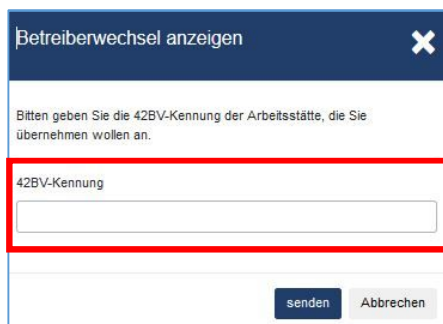 Betreiberwechsel anzeigen
Bitten geben Sie die 42BV-Kennung der Arbeitsstätte, die Sie
übernehmen wollen an.
42BV-Kennung
senden Abbrechen